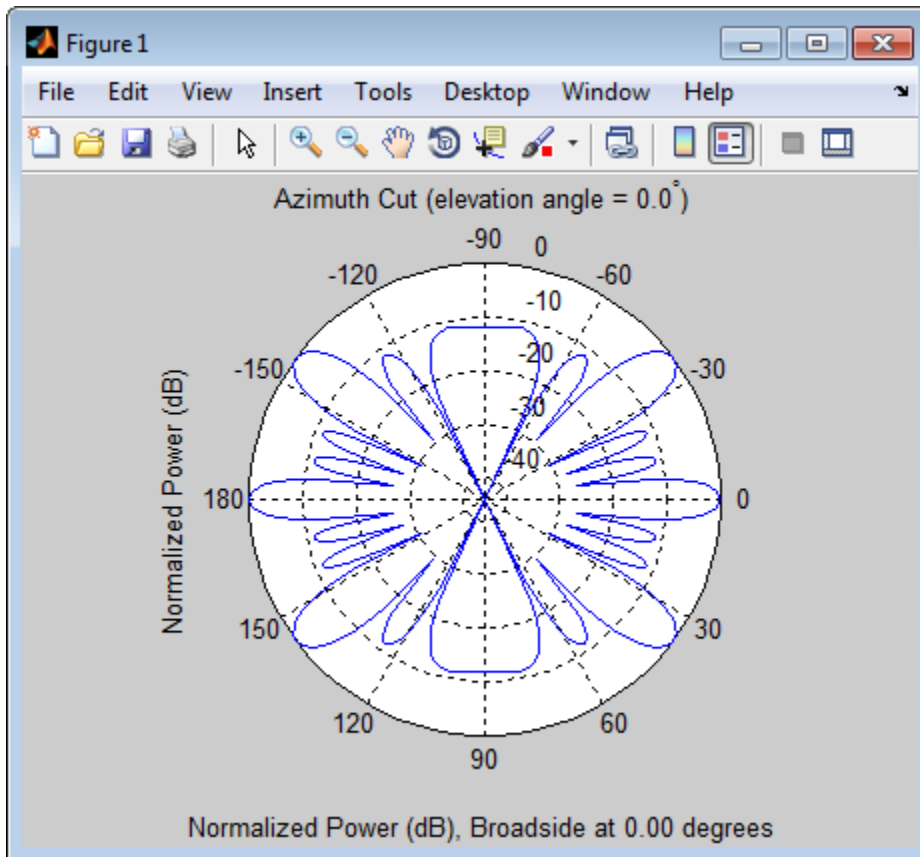 Figure 1
File Edit View Insert Tools Desktop Window Help
Azimuth Cut (elevation angle = 0.0°)
-90 0
-120 -60
-10
-20
-150 -30
-30
-40
180 0
150 30
120 60
90
Normalized Power (dB)
Normalized Power (dB), Broadside at 0.00 degrees